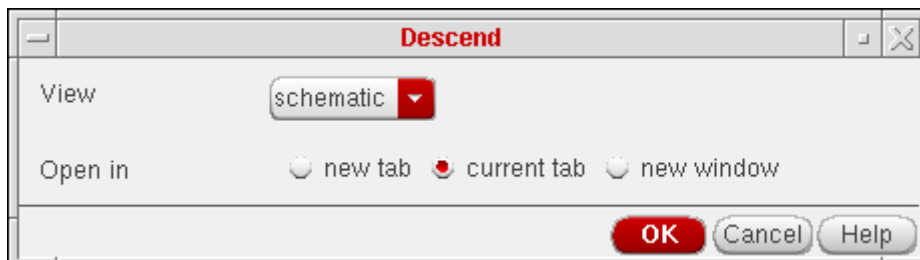 Descend
View schematic
Open in new tab current tab new window
OK Cancel Help